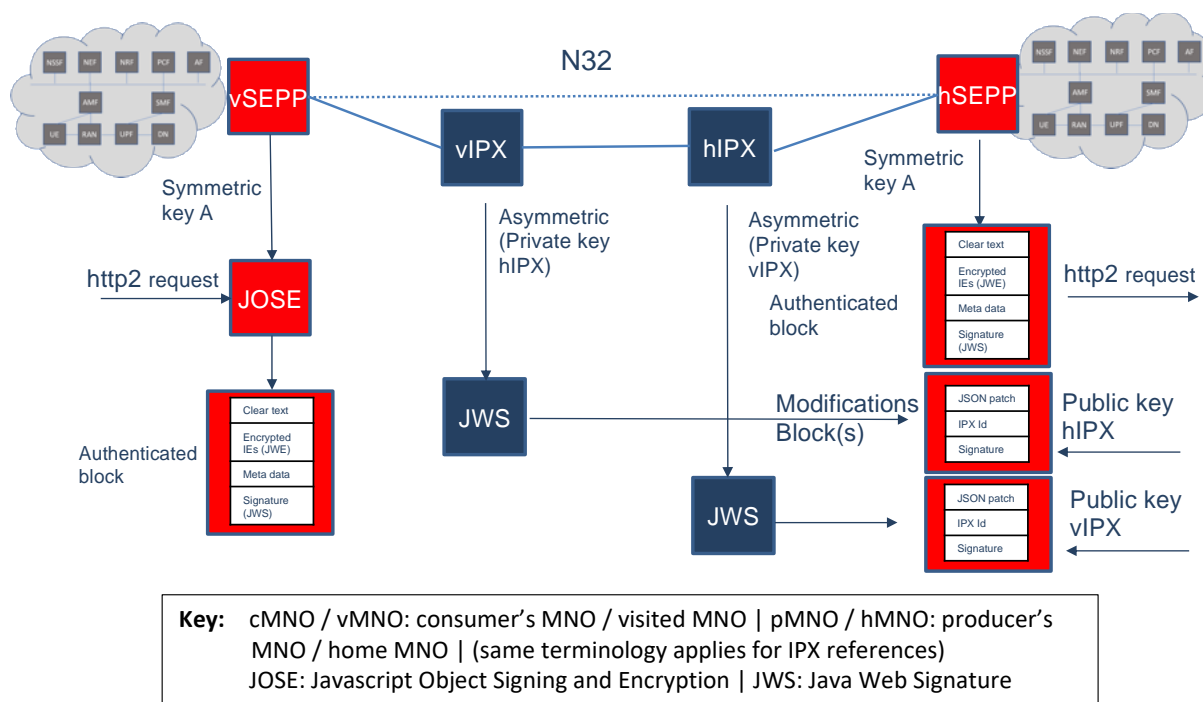 NSSF NEF NRF PCF AF
AMF SMF
UE RAN UPF DN
vSEPP
N32
hSEPP
NSSF NEF NRF PCF AF
AMF SMF
UE RAN UPF DN
vIPX
hIPX
Symmetric
key A
Asymmetric
(Private key
hIPX)
Asymmetric
(Private key
vIPX)
Symmetric
key A
http2 request
JOSE
Authenticated
block
Clear text
Encrypted
IEs (JWE)
Meta data
Signature
(JWS)
http2 request
Authenticated
block
Clear text
Encrypted
IEs (JWE)
Meta data
Signature
(JWS)
JWS
Modifications
Block(s)
JSON patch
IPX Id
Signature
Public key
hIPX
JWS
JSON patch
IPX Id
Signature
Public key
vIPX
Key: cMNO / vMNO: consumer’s MNO / visited MNO | pMNO / hMNO: producer’s
MNO / home MNO | (same terminology applies for IPX references)
JOSE: Javascript Object Signing and Encryption | JWS: Java Web Signature